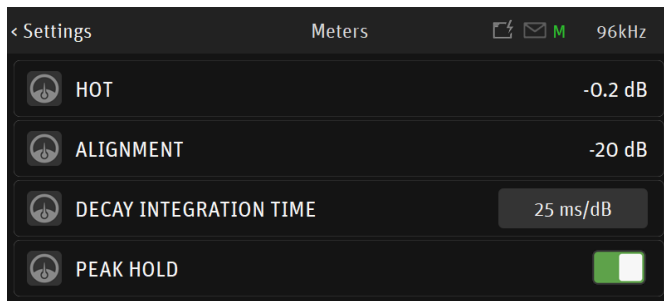 < Settings Meters M 96kHz
HOT -0.2 dB
ALIGNMENT -20 dB
DECAY INTEGRATION TIME 25 ms/dB
PEAK HOLD